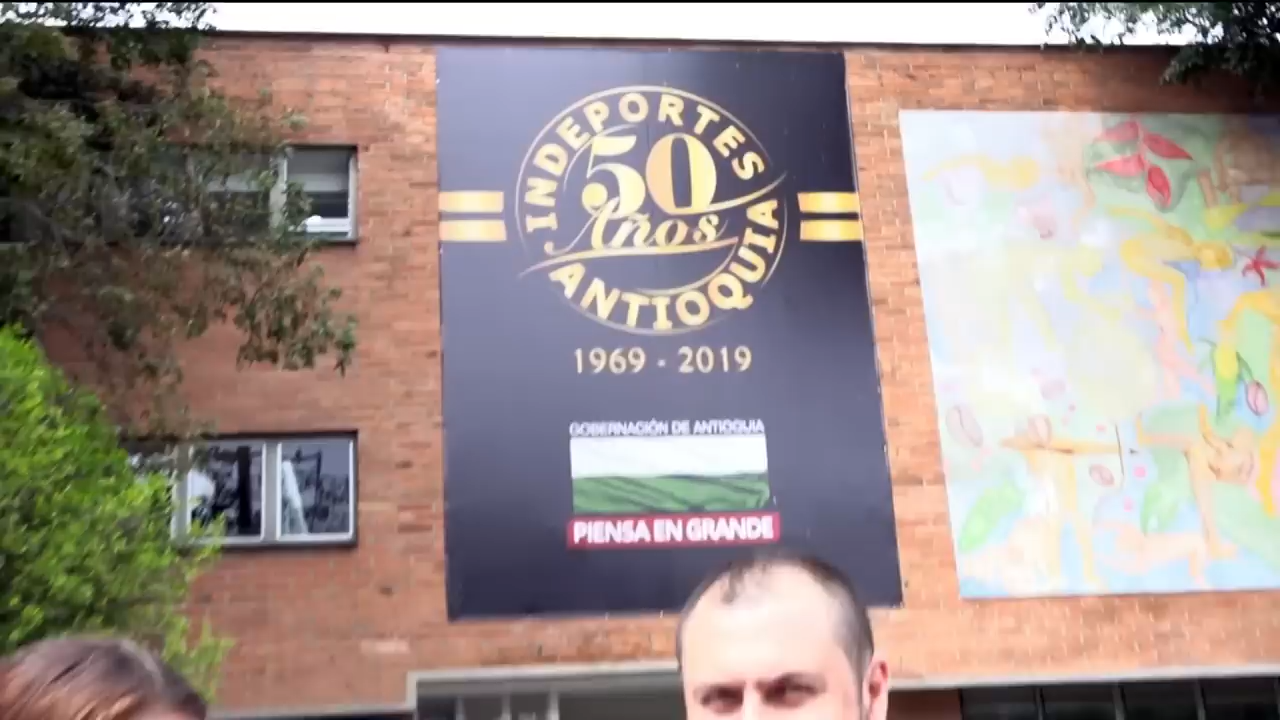 INDEPORTES
50
Años
ANTIOQUIA
1969 - 2019
GOBERNACIÓN DE ANTIOQUIA
PIENSA EN GRANDE